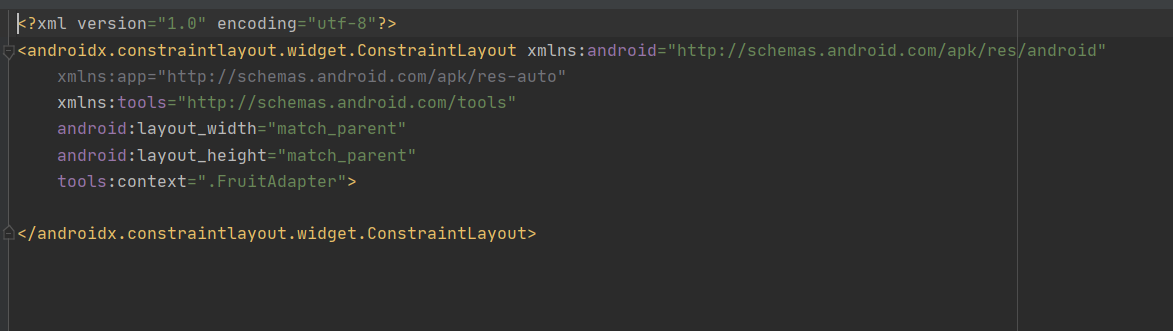 <?xml version="1.0" encoding="utf-8"?>
<androidx.constraintlayout.widget.ConstraintLayout xmlns:android="http://schemas.android.com/apk/res/android"
    xmlns:app="http://schemas.android.com/apk/res-auto"
    xmlns:tools="http://schemas.android.com/tools"
    android:layout_width="match_parent"
    android:layout_height="match_parent"
    tools:context=".FruitAdapter">
</androidx.constraintlayout.widget.ConstraintLayout>